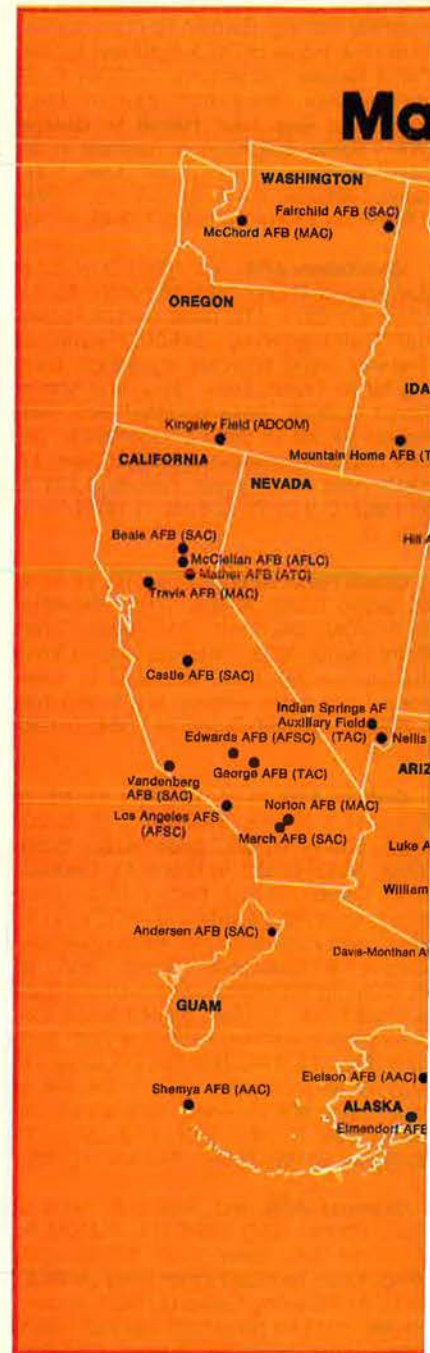 Ma
WASHINGTON
Fairchild AFB (SAC)
McChord AFB (MAC)
OREGON
IDA
Kingsley Field (ADCOM)
Mountain Home AFB (T
CALIFORNIA
NEVADA
Beale AFB (SAC)
Hill A
McClellan AFB (AFLC)
Mather AFB (ATC)
Travis AFB (MAC)
Castle AFB (SAC)
Indian Springs AF
Auxiliary Field
(TAC)
Nellis
Edwards AFB (AFSC)
George AFB (TAC)
ARIZ
Vandenberg
AFB (SAC)
Los Angeles AFS
(AFSC)
Norton AFB (MAC)
March AFB (SAC)
Luke A
William
Andersen AFB (SAC)
Davis-Monthan A
GUAM
Eielson AFB (AAC)
Shemya AFB (AAC)
ALASKA
Elmendorf AFB